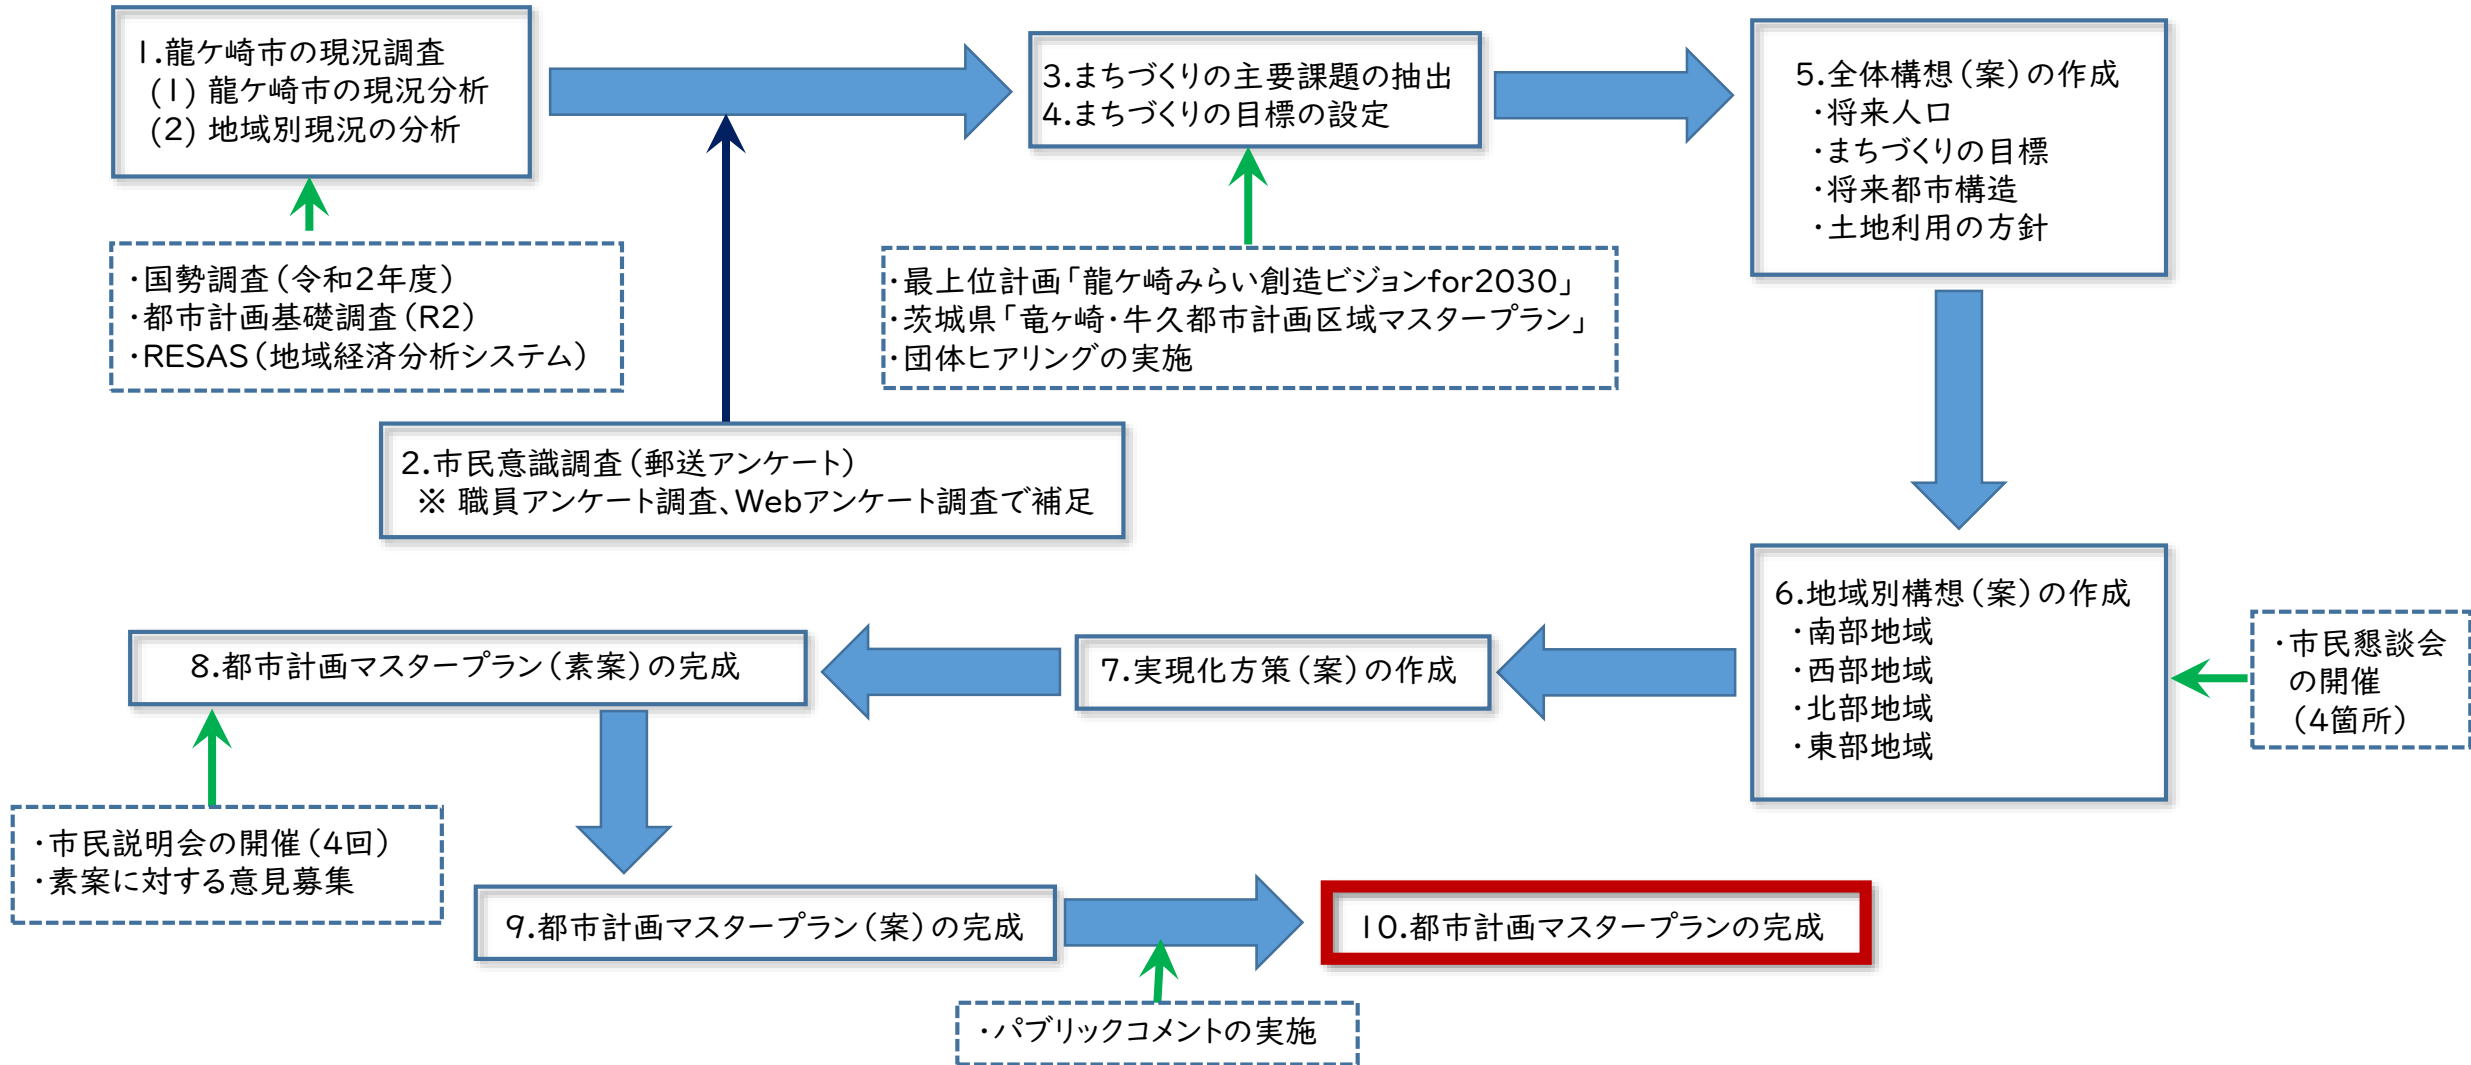 1.龍ケ崎市の現況調査
(1) 龍ケ崎市の現況分析
(2) 地域別現況の分析
・国勢調査(令和2年度)
・都市計画基礎調査(R2)
・RESAS(地域経済分析システム)
2.市民意識調査(郵送アンケート)
※ 職員アンケート調査、Webアンケート調査で補足
3.まちづくりの主要課題の抽出
4.まちづくりの目標の設定
・最上位計画「龍ケ崎みらい創造ビジョンfor2030」
・茨城県「竜ヶ崎・牛久都市計画区域マスタープラン」
・団体ヒアリングの実施
5.全体構想(案)の作成
・将来人口
・まちづくりの目標
・将来都市構造
・土地利用の方針
6.地域別構想(案)の作成
・南部地域
・西部地域
・北部地域
・東部地域
・市民懇談会
の開催
(4箇所)
7.実現化方策(案)の作成
8.都市計画マスタープラン(素案)の完成
・市民説明会の開催(4回)
・素案に対する意見募集
9.都市計画マスタープラン(案)の完成
・パブリックコメントの実施
10.都市計画マスタープランの完成